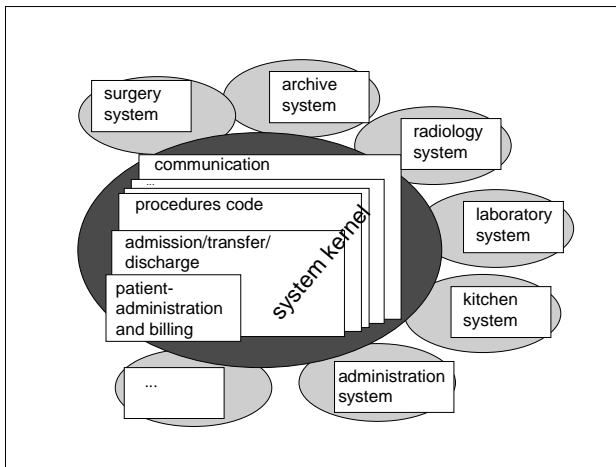 surgery
system
archive
system
radiology
system
communication
...
procedures code
admission/transfer/
discharge
patient-
administration
and billing
system kernel
laboratory
system
kitchen
system
administration
system
...